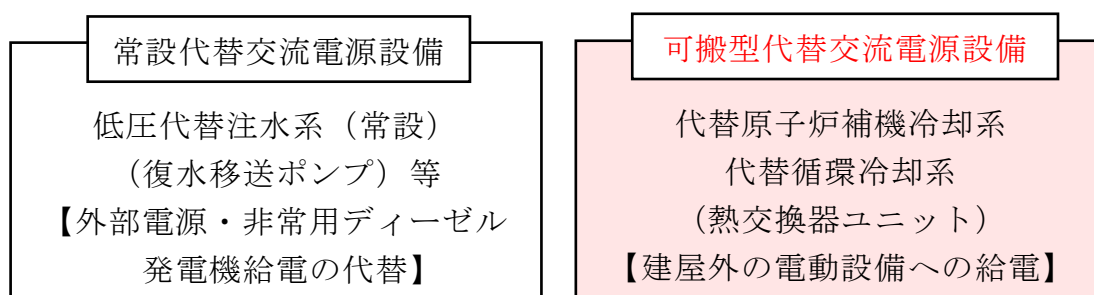 常設代替交流電源設備
低圧代替注水系（常設）
（復水移送ポンプ）等
【外部電源・非常用ディーゼル
発電機給電の代替】
可搬型代替交流電源設備
代替原子炉補機冷却系
代替循環冷却系
（熱交換器ユニット）
【建屋外の電動設備への給電】